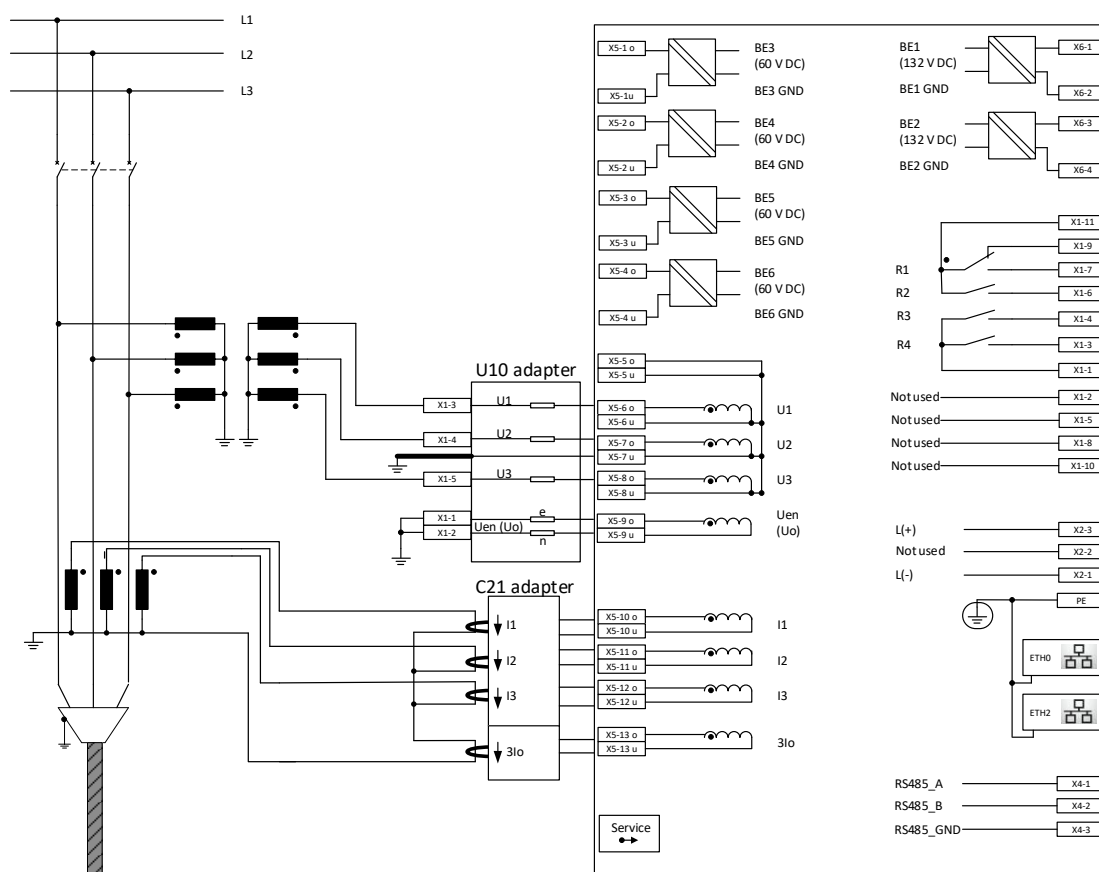 L1
L2
L3
X5-1 o
BE3
(60 V DC)
X5-1u
BE3 GND
X5-2 o
BE4
(60 V DC)
X5-2 u
BE4 GND
X5-3 o
BE5
(60 V DC)
X5-3 u
BE5 GND
X5-4 o
BE6
(60 V DC)
X5-4 u
BE6 GND
BE1
(132 V DC)
BE1 GND
X6-1
X6-2
BE2
(132 V DC)
BE2 GND
X6-3
X6-4
X1-11
X1-9
R1
X1-7
R2
X1-6
R3
X1-4
R4
X1-3
X1-1
Not used
X1-2
Not used
X1-5
Not used
X1-8
Not used
X1-10
U10 adapter
X1-3
U1
X1-4
U2
X1-5
U3
X1-1
X1-2
Uen (Uo)
e
n
X5-5 o
X5-5 u
X5-6 o
X5-6 u
U1
X5-7 o
X5-7 u
U2
X5-8 o
X5-8 u
U3
X5-9 o
X5-9 u
Uen
(Uo)
C21 adapter
I1
I2
I3
3Io
X5-10 o
X5-10 u
I1
X5-11 o
X5-11 u
I2
X5-12 o
X5-12 u
I3
X5-13 o
X5-13 u
3Io
L(+)
X2-3
Not used
X2-2
L(-)
X2-1
PE
ETH0
ETH2
RS485_A
X4-1
RS485_B
X4-2
RS485_GND
X4-3
Service